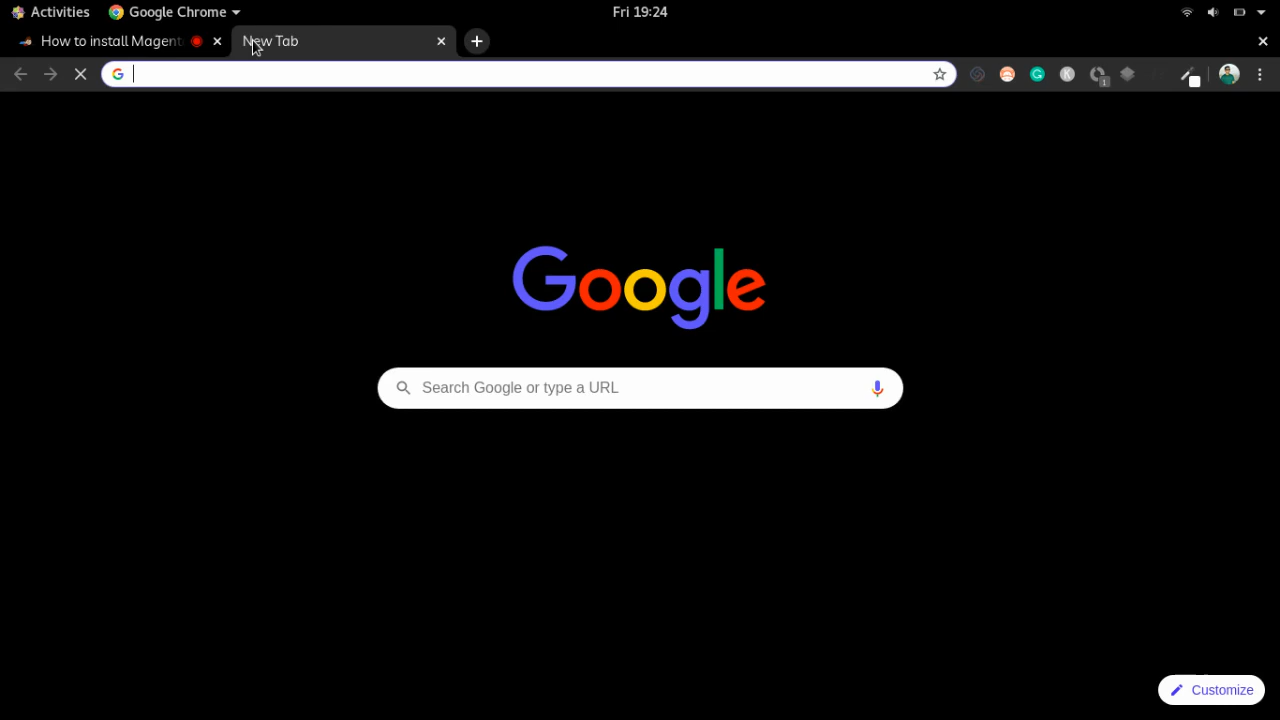 Activities Google Chrome Fri 19:24
How to install Magent New Tab
1
Google
Search Google or type a URL
Customize